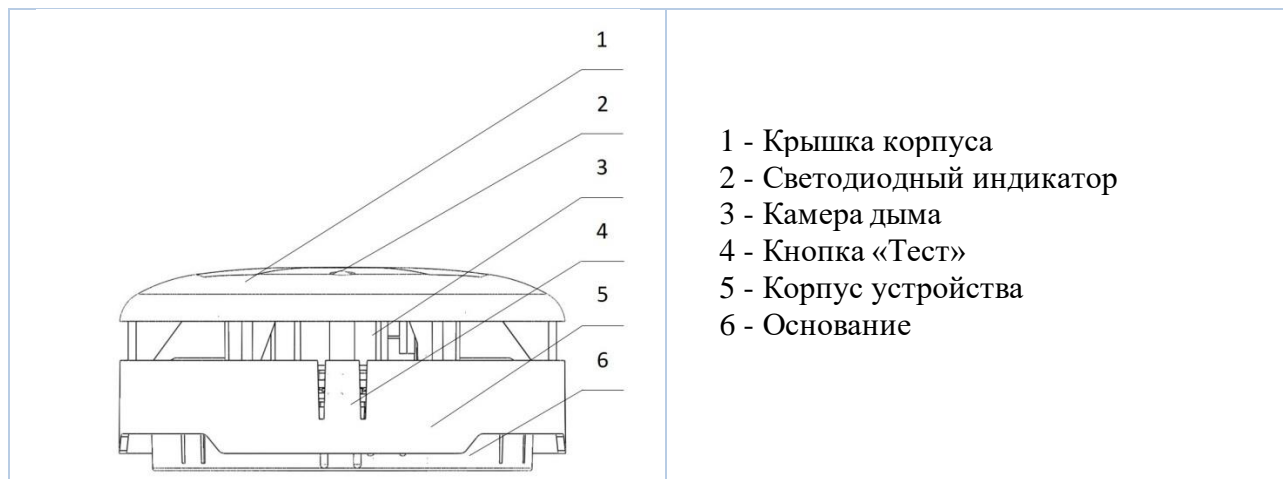 1
2
3
4
5
6
1 - Крышка корпуса
2 - Светодиодный индикатор
3 - Камера дыма
4 - Кнопка «Тест»
5 - Корпус устройства
6 - Основание